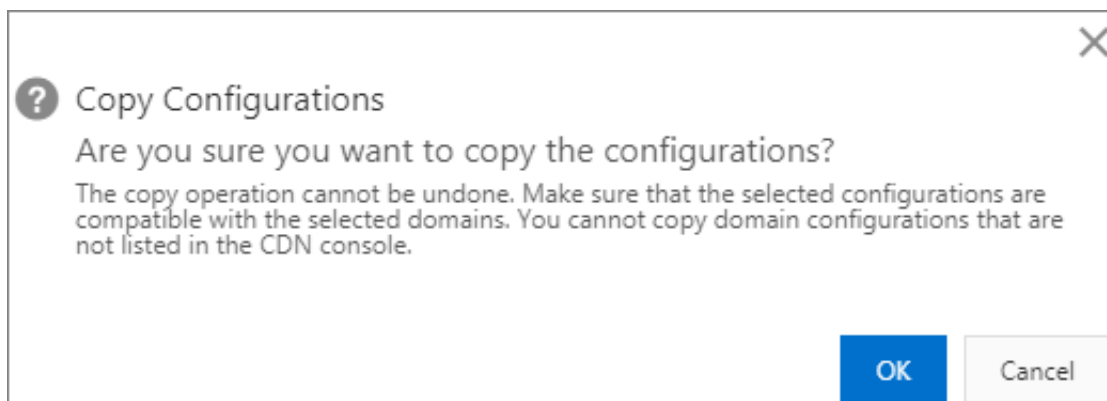 Copy Configurations
Are you sure you want to copy the configurations?
The copy operation cannot be undone. Make sure that the selected configurations are
compatible with the selected domains. You cannot copy domain configurations that are
not listed in the CDN console.
OK
Cancel